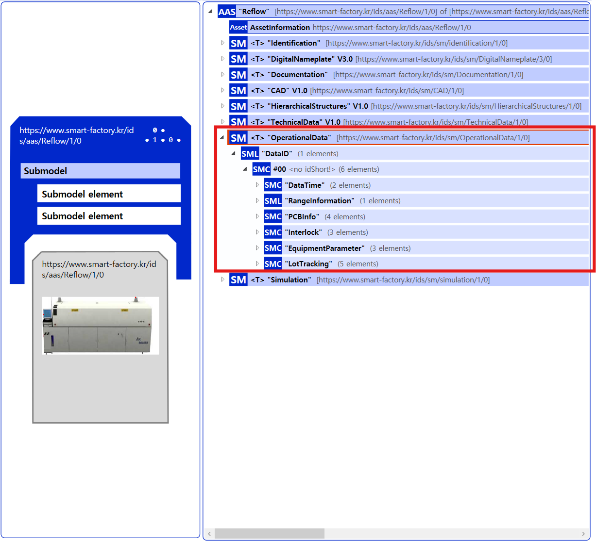 https://www.smart-factory.kr/id
s/aas/Reflow/1/0
0
1 0
Submodel
Submodel element
Submodel element
https://www.smart-factory.kr/id
s/aas/Reflow/1/0
AAS "Reflow" [https://www.smart-factory.kr/ids/aas/Reflow/1/0] of [https://www.smart-factory.kr/ids/aas/Reflow
Asset AssetInformation https://www.smart-factory.kr/ids/aas/Reflow/1/0
SM <T> "Identification" [https://www.smart-factory.kr/ids/sm/identification/1/0]
SM <T> "DigitalNameplate" V3.0 [https://www.smart-factory.kr/ids/sm/DigitalNameplate/3/0]
SM <T> "Documentation" [https://www.smart-factory.kr/ids/sm/Documentation/1/0]
SM <T> "CAD" V1.0 [https://www.smart-factory.kr/ids/sm/CAD/1/0]
SM <T> "HierarchicalStructures" V1.0 [https://www.smart-factory.kr/ids/sm/HierarchicalStructures/1/0]
SM <T> "TechnicalData" V1.0 [https://www.smart-factory.kr/ids/sm/TechnicalData/1/0]
SM <T> "OperationalData" [https://www.smart-factory.kr/ids/sm/OperationalData/1/0]
SML "DataID" (1 elements)
SMC #00 <no idShort!> (6 elements)
SMC "DataTime" (2 elements)
SML "RangeInformation" (1 elements)
SMC "PCBInfo" (4 elements)
SMC "Interlock" (3 elements)
SMC "EquipmentParameter" (3 elements)
SMC "LotTracking" (5 elements)
SM <T> "Simulation" [https://www.smart-factory.kr/ids/sm/simulation/1/0]